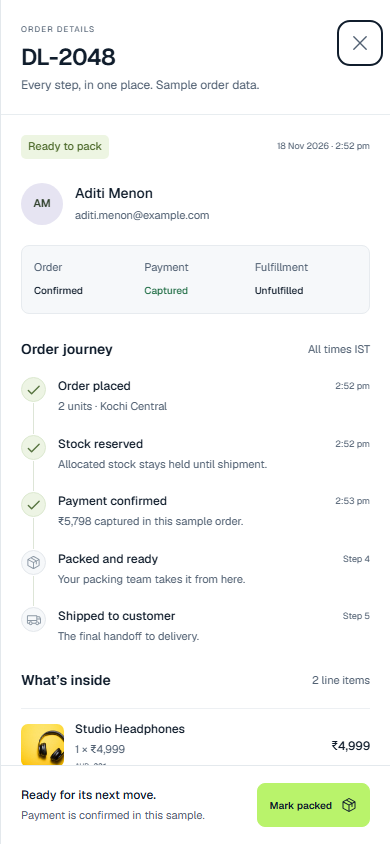 ORDER DETAILS
DL-2048
Every step, in one place. Sample order data.
Ready to pack
18 Nov 2026 · 2:52 pm
AM
Aditi Menon
aditi.menon@example.com
Order Payment Fulfillment
Confirmed Captured Unfulfilled
Order journey
All times IST
Order placed
2:52 pm
2 units · Kochi Central
Stock reserved
2:52 pm
Allocated stock stays held until shipment.
Payment confirmed
2:53 pm
₹5,798 captured in this sample order.
Packed and ready
Step 4
Your packing team takes it from here.
Shipped to customer
Step 5
The final handoff to delivery.
What's inside
2 line items
Studio Headphones
1 × ₹4,999
₹4,999
Ready for its next move.
Payment is confirmed in this sample.
Mark packed